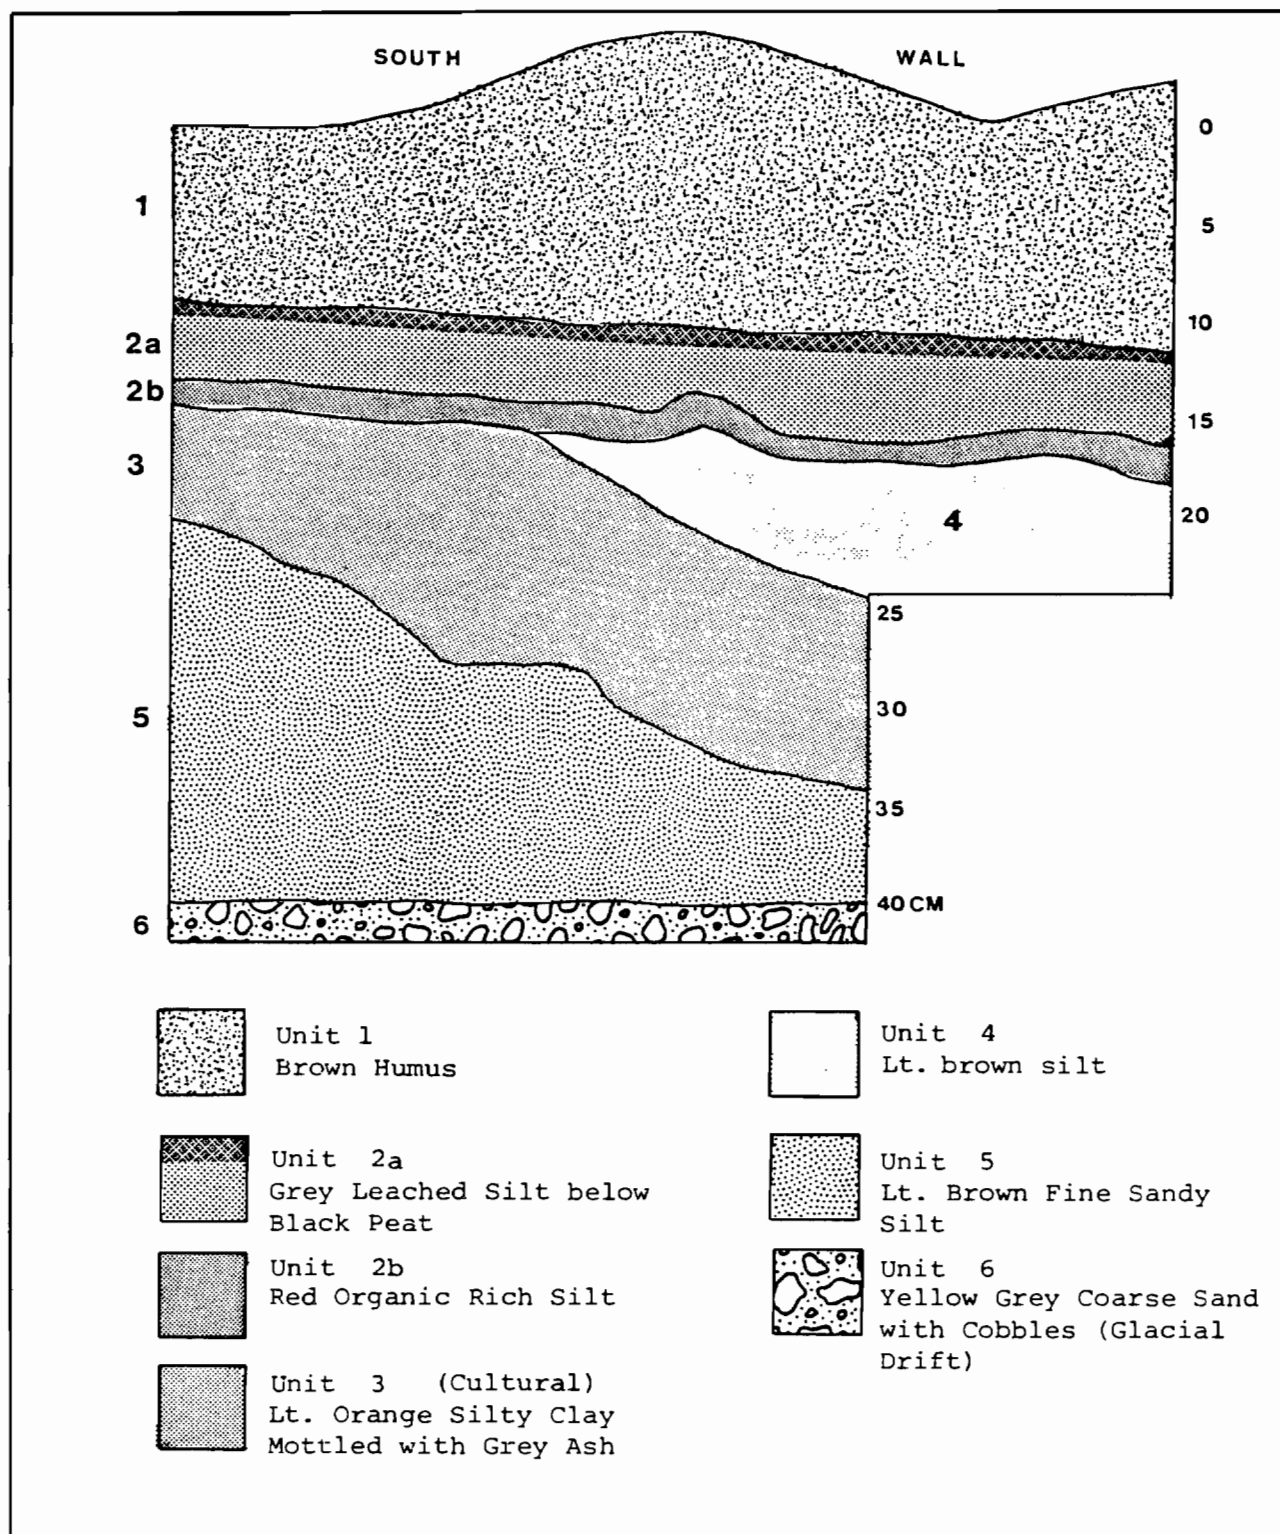 SOUTH WALL
0
1
5
10
2a
2b
15
3
20
4
25
5
30
35
6
40 CM
Unit 1
Brown Humus
Unit 2a
Grey Leached Silt below
Black Peat
Unit 2b
Red Organic Rich Silt
Unit 3 (Cultural)
Lt. Orange Silty Clay
Mottled with Grey Ash
Unit 4
Lt. brown silt
Unit 5
Lt. Brown Fine Sandy
Silt
Unit 6
Yellow Grey Coarse Sand
with Cobbles (Glacial
Drift)